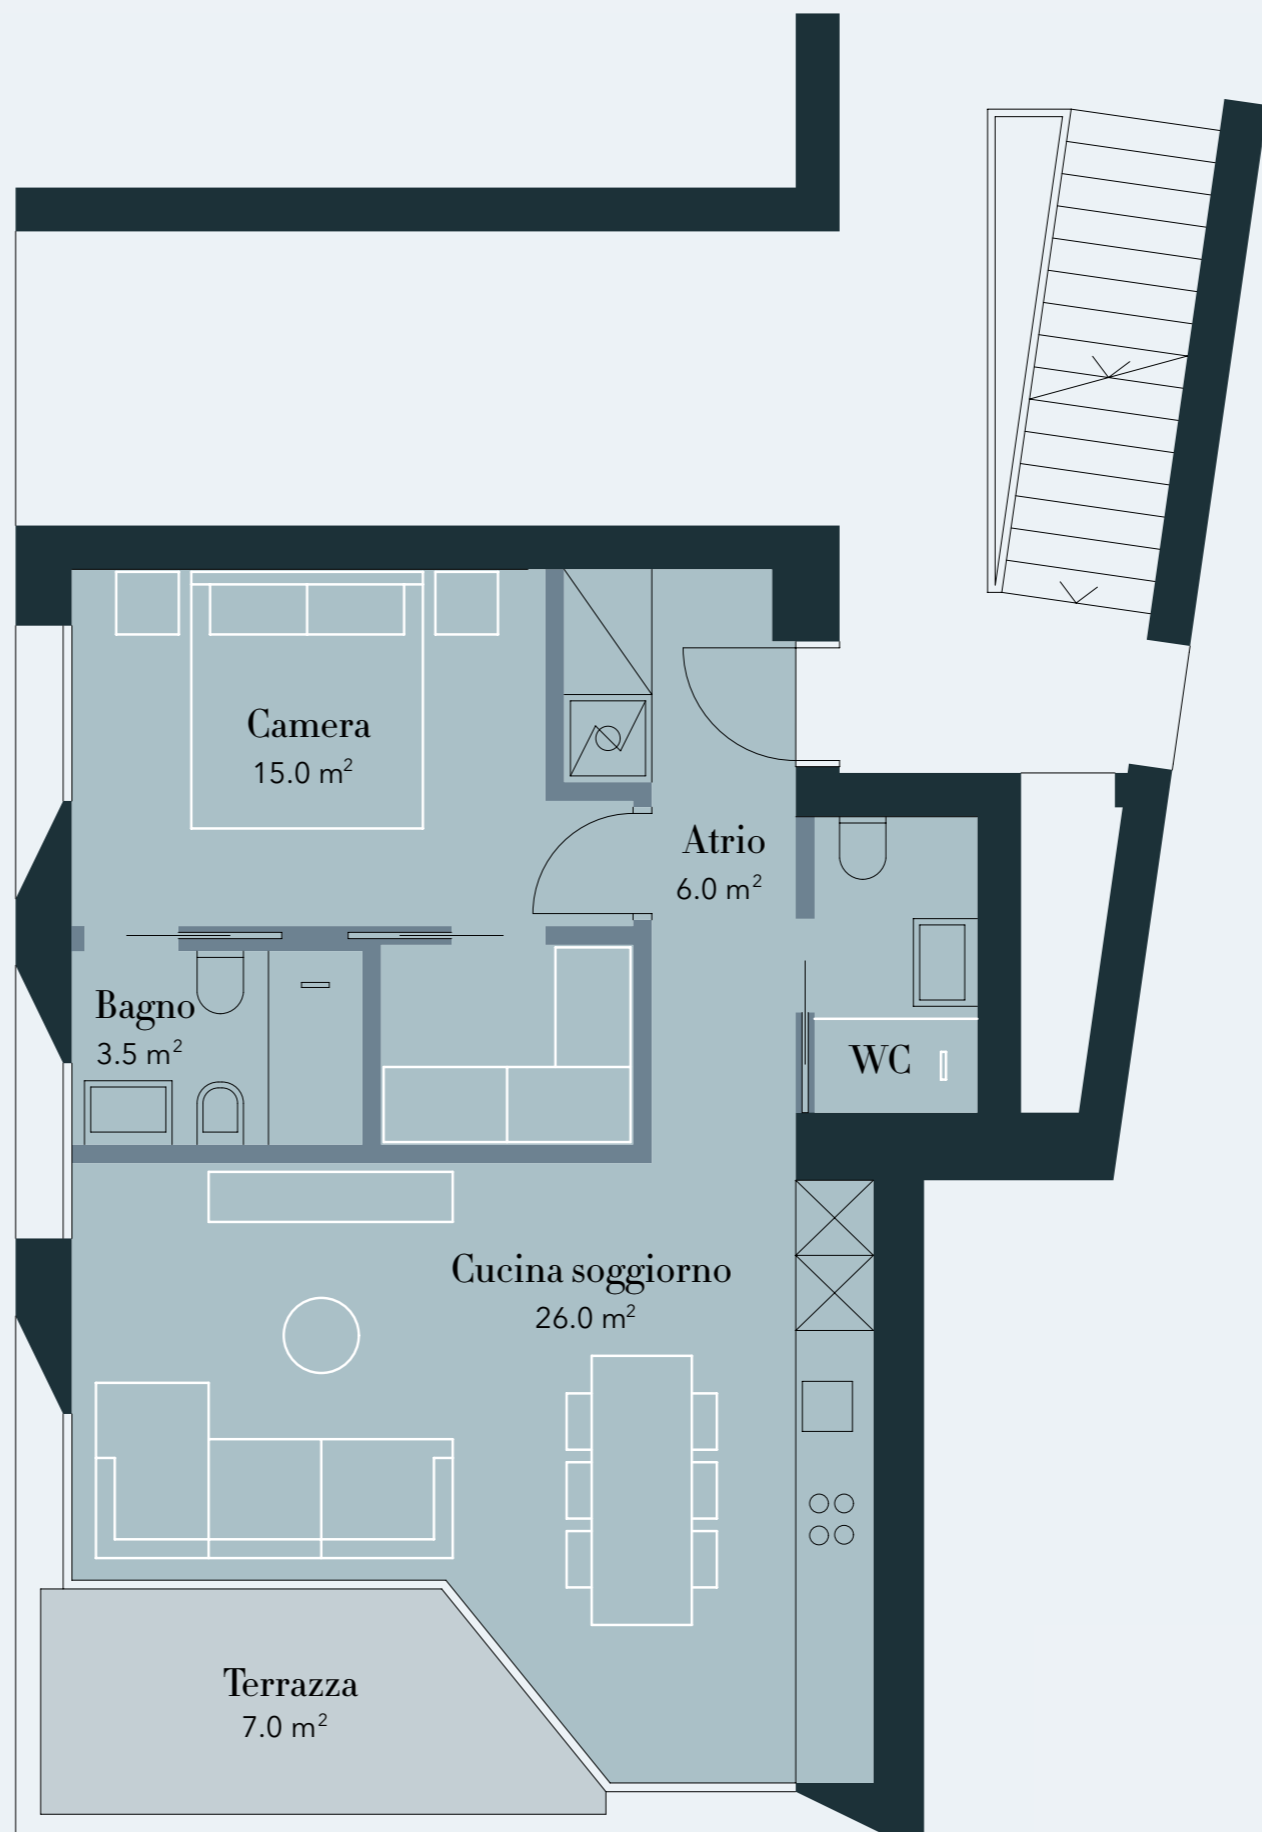 Camera
15.0 m²
Atrio
6.0 m²
Bagno
3.5 m²
WC
Cucina soggiorno
26.0 m²
Terrazza
7.0 m²